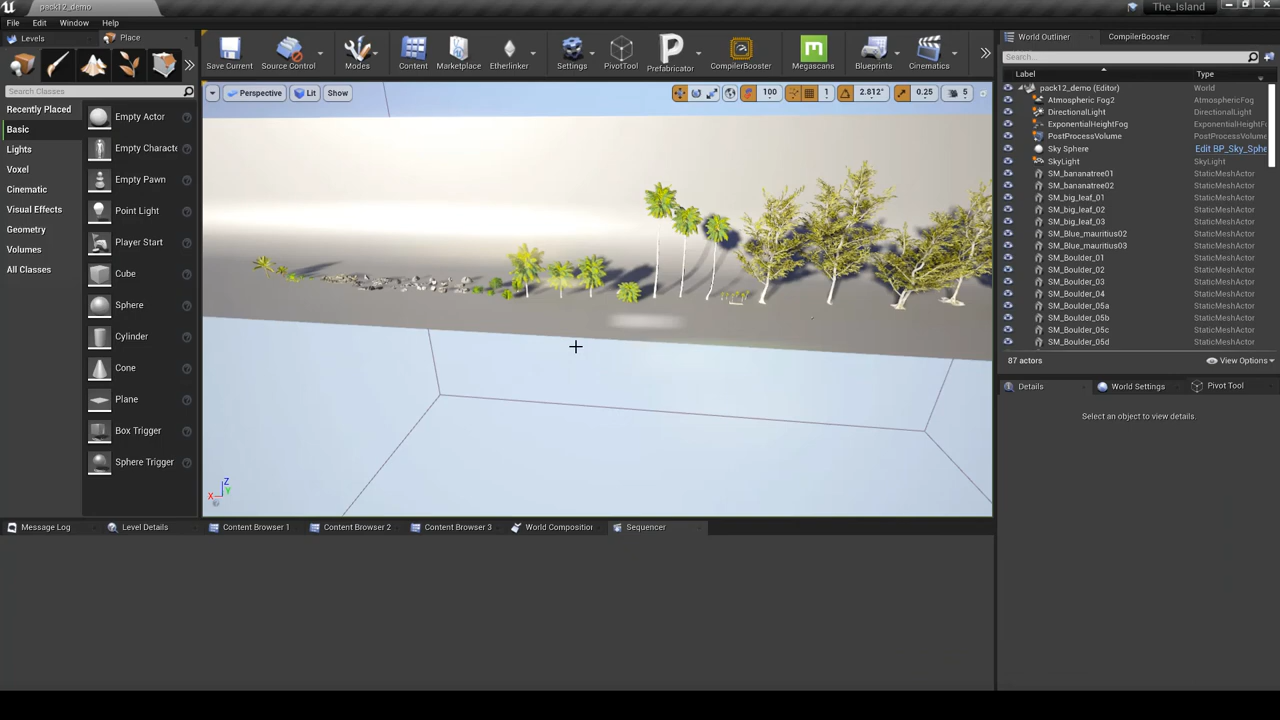 pack12_demo
The_Island
File Edit Window Help
Levels Place
Search Classes
Recently Placed
Basic
Lights
Voxel
Cinematic
Visual Effects
Geometry
Volumes
All Classes
Empty Actor
Empty Characte
Empty Pawn
Point Light
Player Start
Cube
Sphere
Cylinder
Cone
Plane
Box Trigger
Sphere Trigger
Save Current Source Control Modes Content Marketplace Etherlinker Settings PivotTool Prefabricator CompilerBooster Megascans Blueprints Cinematics
Perspective Lit Show 100 1 2.812° 0.25 5
Z
X Y
World Outliner CompilerBooster
Search...
Label Type
pack12_demo (Editor) World
Atmospheric Fog2 AtmosphericFog
DirectionalLight DirectionalLight
ExponentialHeightFog ExponentialHeightFo
PostProcessVolume PostProcessVolume
Sky Sphere Edit BP_Sky_Sphe
SkyLight SkyLight
SM_bananatree01 StaticMeshActor
SM_bananatree02 StaticMeshActor
SM_big_leaf_01 StaticMeshActor
SM_big_leaf_02 StaticMeshActor
SM_big_leaf_03 StaticMeshActor
SM_Blue_mauritius02 StaticMeshActor
SM_Blue_mauritius03 StaticMeshActor
SM_Boulder_01 StaticMeshActor
SM_Boulder_02 StaticMeshActor
SM_Boulder_03 StaticMeshActor
SM_Boulder_04 StaticMeshActor
SM_Boulder_05a StaticMeshActor
SM_Boulder_05b StaticMeshActor
SM_Boulder_05c StaticMeshActor
SM_Boulder_05d StaticMeshActor
87 actors View Options
Details World Settings Pivot Tool
Select an object to view details.
Message Log Level Details Content Browser 1 Content Browser 2 Content Browser 3 World Composition Sequencer